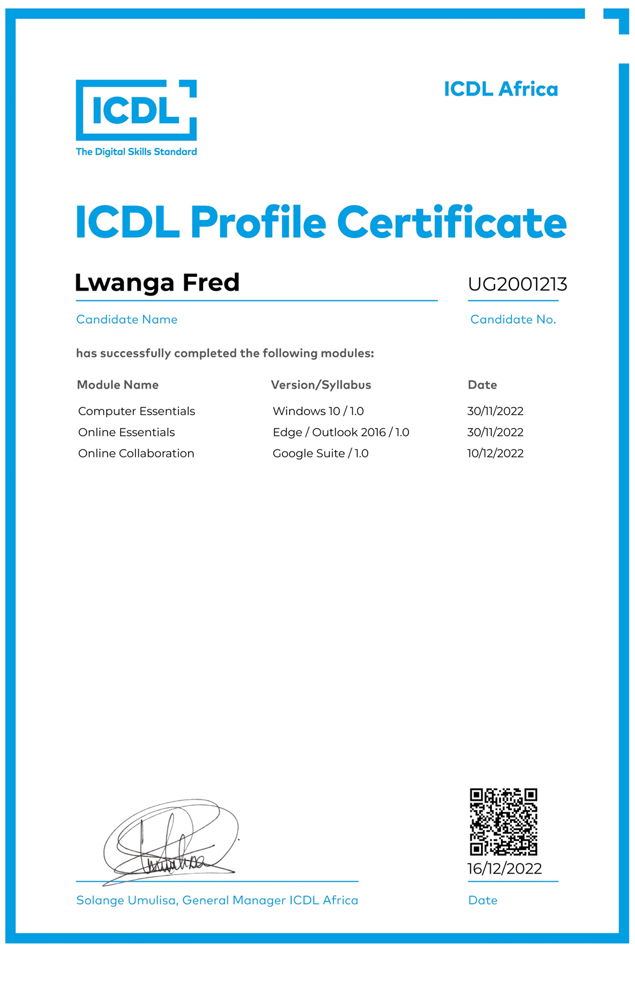 ICDL Africa
ICDL
The Digital Skills Standard
ICDL Profile Certificate
Lwanga Fred UG2001213
Candidate Name Candidate No.
has successfully completed the following modules:
Module Name Version/Syllabus Date
Computer Essentials Windows 10 / 1.0 30/11/2022
Online Essentials Edge / Outlook 2016 / 1.0 30/11/2022
Online Collaboration Google Suite / 1.0 10/12/2022
16/12/2022
Solange Umulisa, General Manager ICDL Africa Date